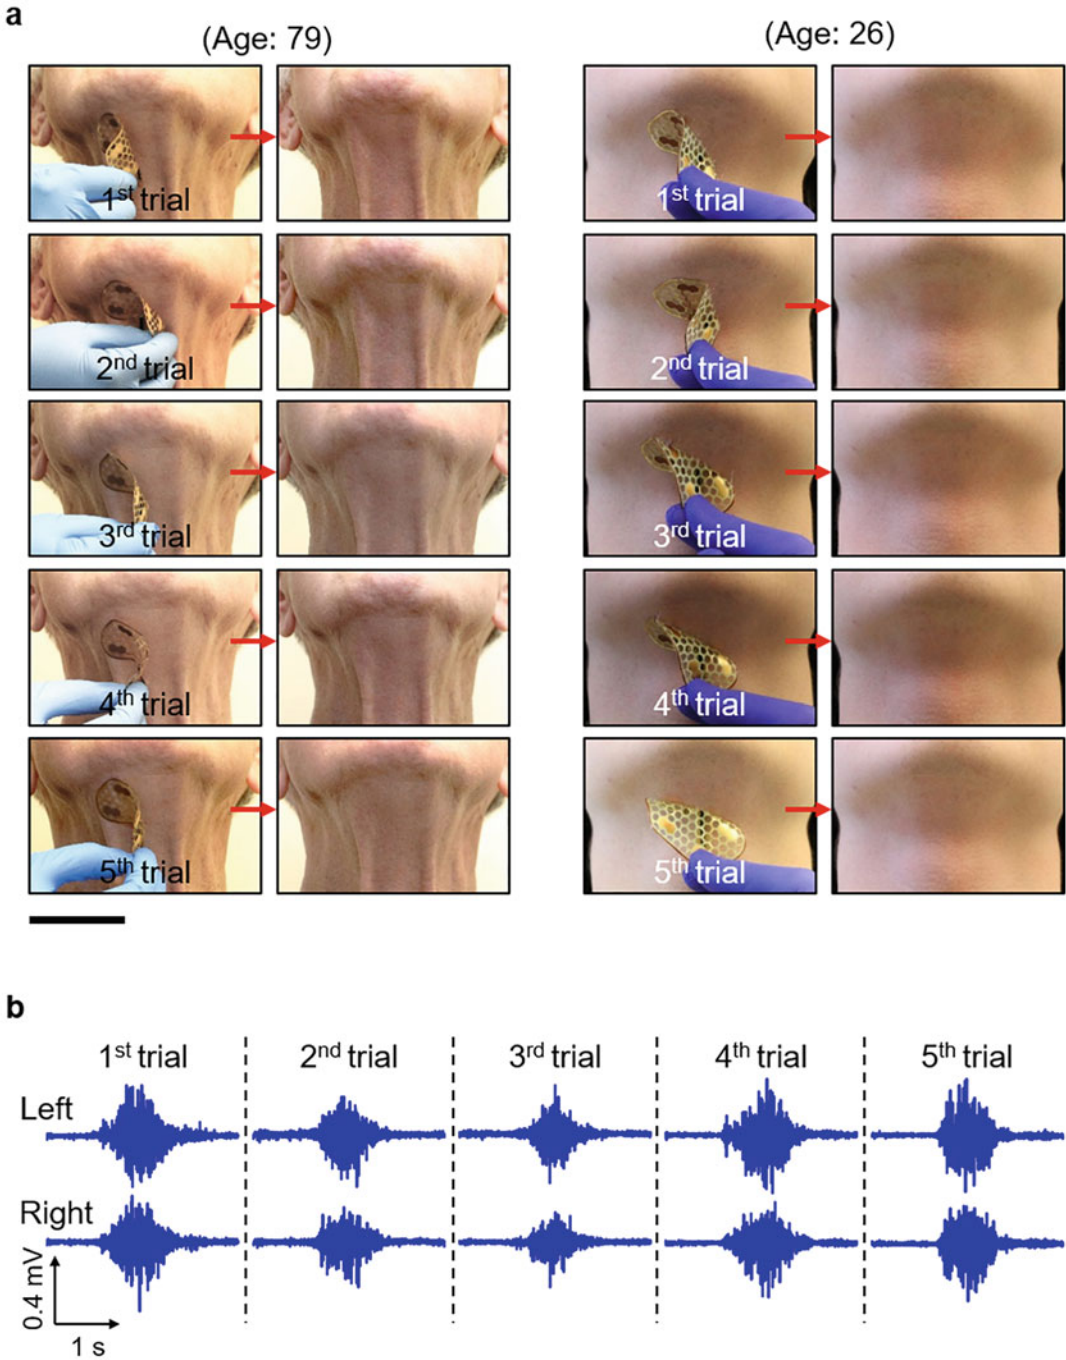 a
(Age: 79) (Age: 26)
1st trial 1st trial
2nd trial 2nd trial
3rd trial 3rd trial
4th trial 4th trial
5th trial 5th trial
b
1st trial 2nd trial 3rd trial 4th trial 5th trial
Left
Right
0.4 mV
1 s